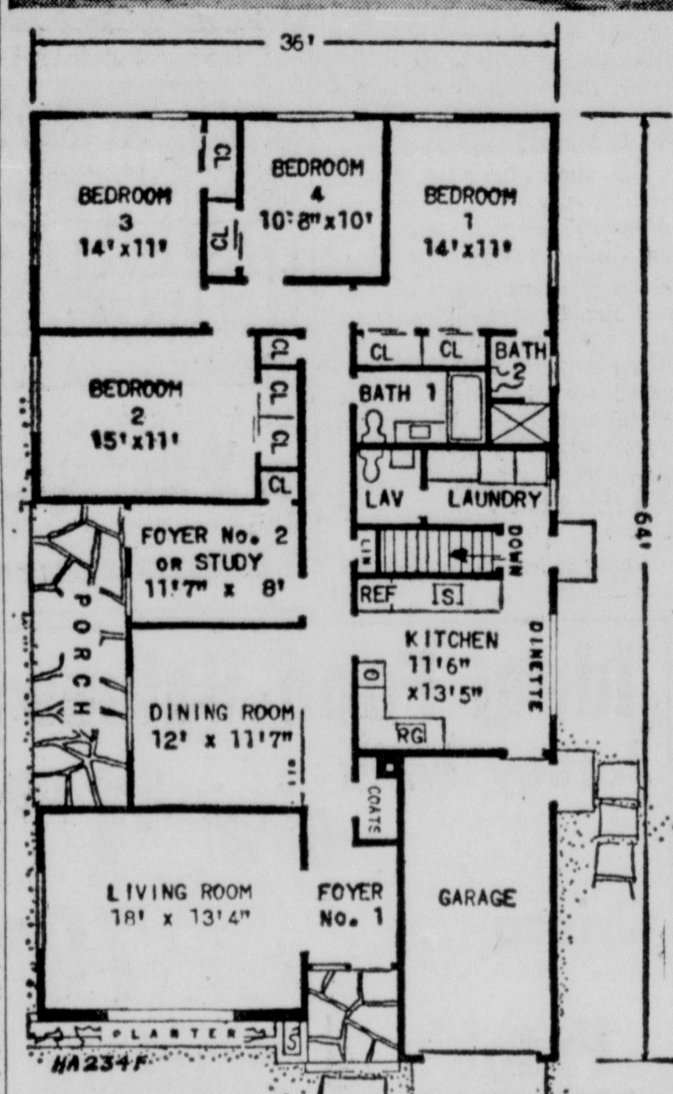 36'
CL
BEDROOM
3
14'x11'
BEDROOM
4
10'8"x10'
BEDROOM
1
14'x11'
CL
CL
CL
CL
BATH
2
BEDROOM
2
15'x11'
CL
CL
BATH 1
CL
LAV
LAUNDRY
FOYER No. 2
OR STUDY
11'7" x 8'
LIN
DOWN
64'
REF
S
PORCH
KITCHEN
11'6"
x13'5"
DINETTE
O
RG
DINING ROOM
12' x 11'7"
COATS
LIVING ROOM
18' x 13'4"
FOYER
No. 1
GARAGE
PLANTER
S
HA234F